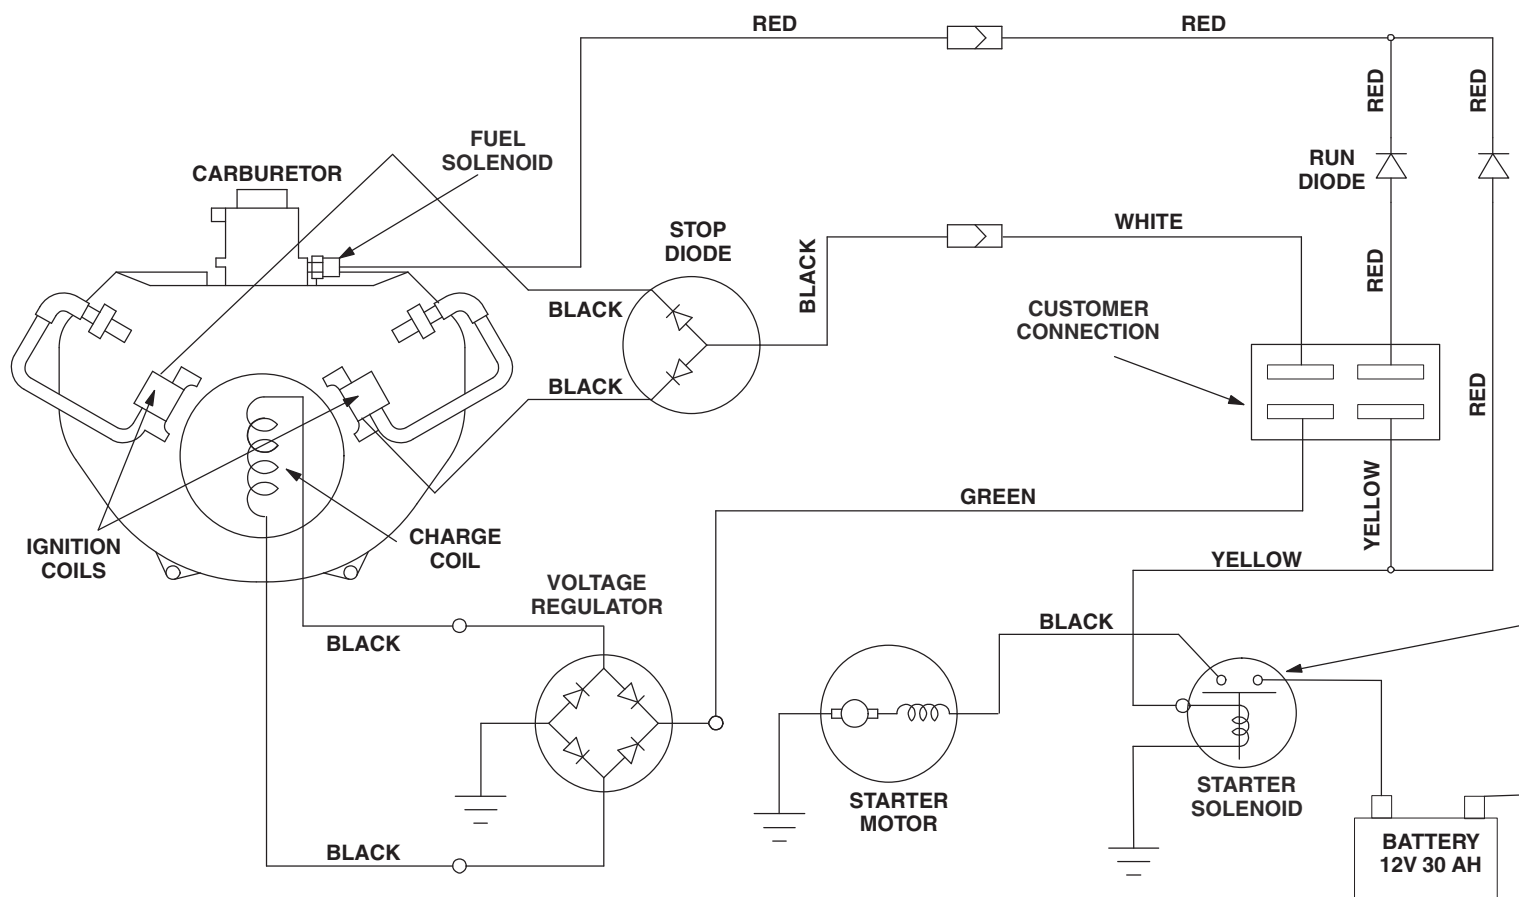 RED
RED
RED
RED
FUEL
SOLENOID
CARBURETOR
RUN
DIODE
STOP
DIODE
WHITE
BLACK
RED
BLACK
CUSTOMER
CONNECTION
BLACK
RED
GREEN
YELLOW
IGNITION
COILS
CHARGE
COIL
YELLOW
VOLTAGE
REGULATOR
BLACK
BLACK
STARTER
MOTOR
STARTER
SOLENOID
BLACK
BATTERY
12V 30 AH